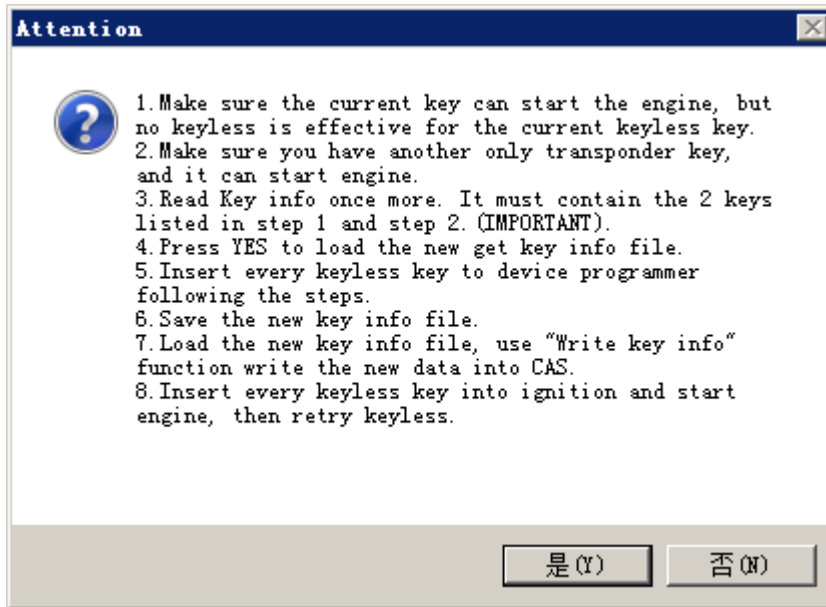 Attention
1.Make sure the current key can start the engine, but
no keyless is effective for the current keyless key.
2.Make sure you have another only transponder key,
and it can start engine.
3.Read Key info once more. It must contain the 2 keys
listed in step 1 and step 2. (IMPORTANT).
4.Press YES to load the new get key info file.
5.Insert every keyless key to device programmer
following the steps.
6.Save the new key info file.
7.Load the new key info file, use "Write key info"
function write the new data into CAS.
8.Insert every keyless key into ignition and start
engine, then retry keyless.
是(Y) 否(N)